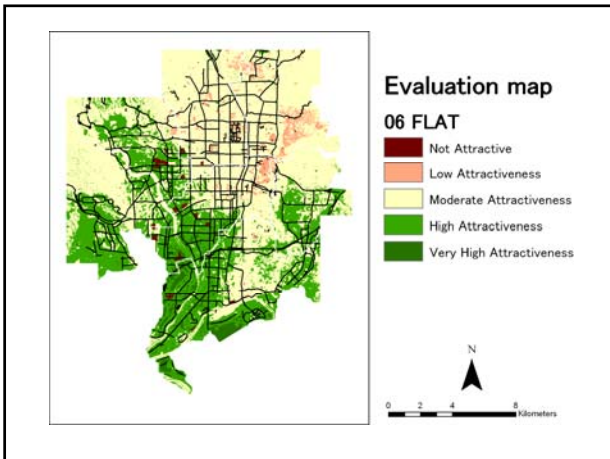 Evaluation map
06 FLAT
Not Attractive
Low Attractiveness
Moderate Attractiveness
High Attractiveness
Very High Attractiveness
N
0 2 4 8
Kilometers